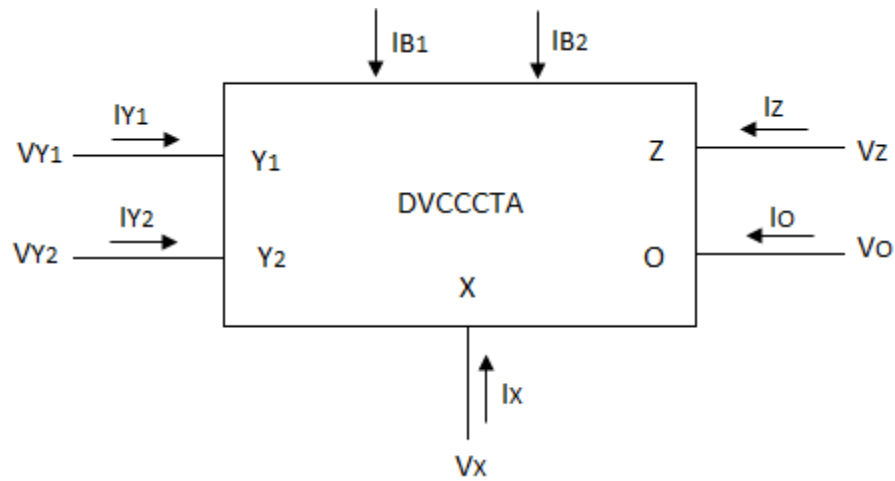 IB1 IB2
IY1 IZ
VY1 Y1 Z VZ
DVCCCTA
IY2 IO
VY2 Y2 O VO
X
IX
VX